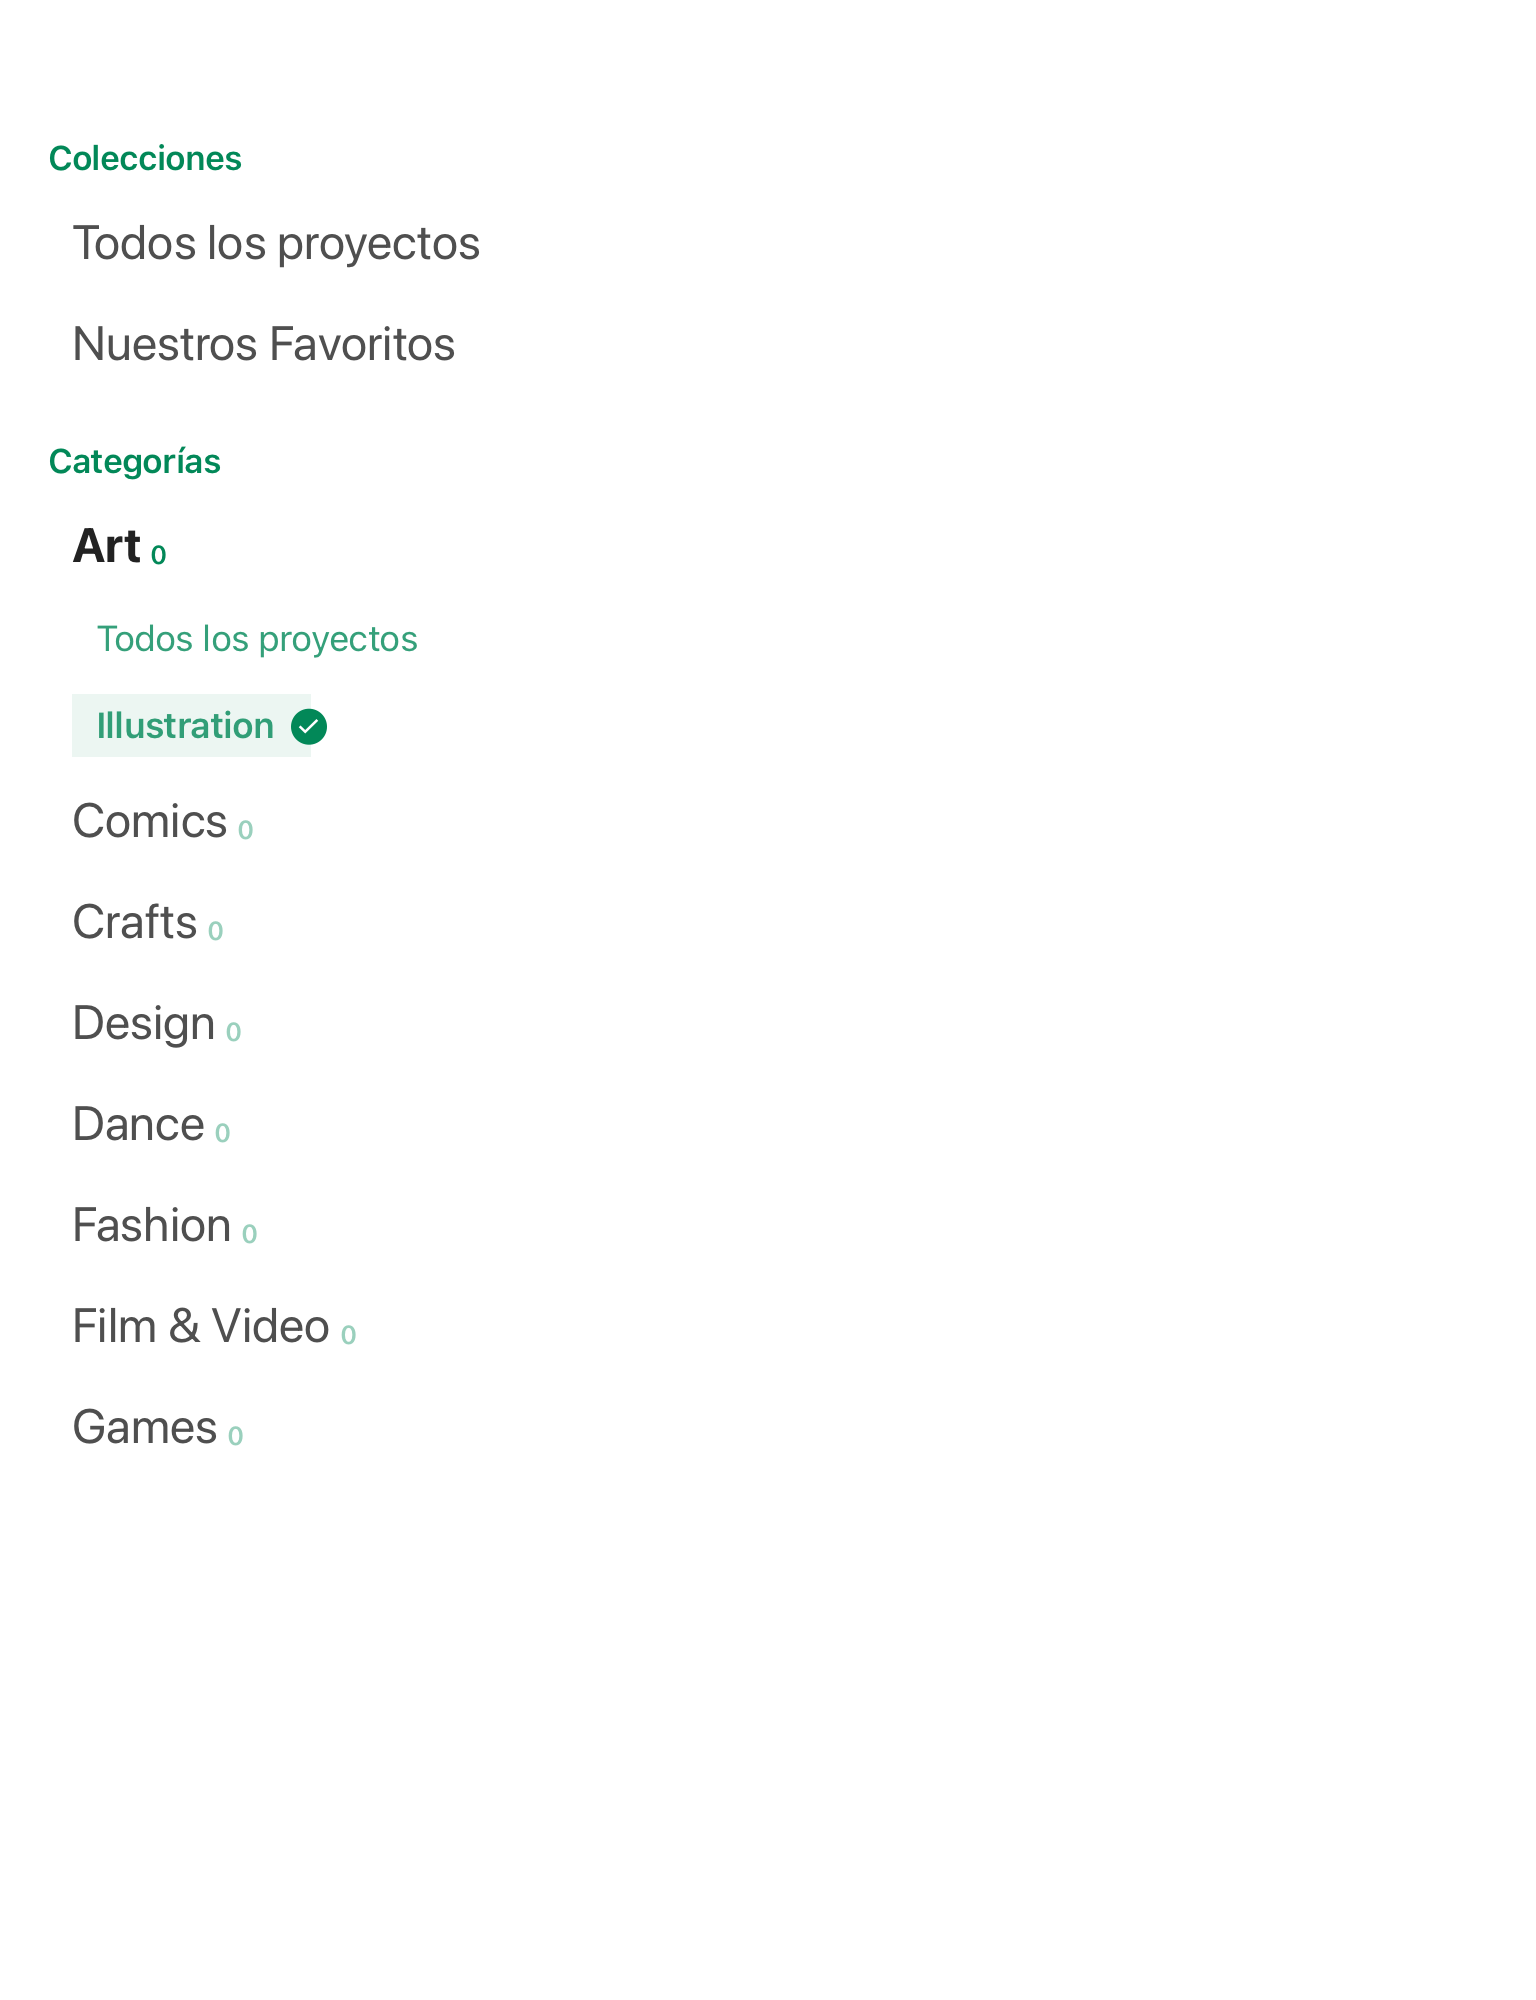 Colecciones
Todos los proyectos
Nuestros Favoritos
Categorías
Art 0
Todos los proyectos
Illustration
Comics 0
Crafts 0
Design 0
Dance 0
Fashion 0
Film & Video 0
Games 0